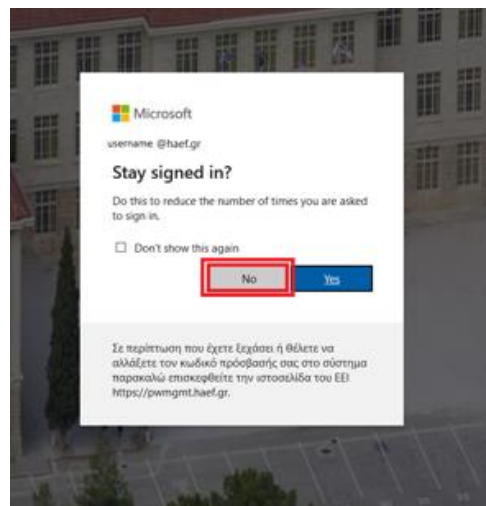 Microsoft
username @haef.gr
Stay signed in?
Do this to reduce the number of times you are asked
to sign in.
Don't show this again
No
Yes
Σε περίπτωση που έχετε ξεχάσει ή θέλετε να
αλλάξετε τον κωδικό πρόσβασής σας στο σύστημα
παρακαλώ επισκεφθείτε την ιστοσελίδα του ΕΕΙ
https://pwmgmt.haef.gr.